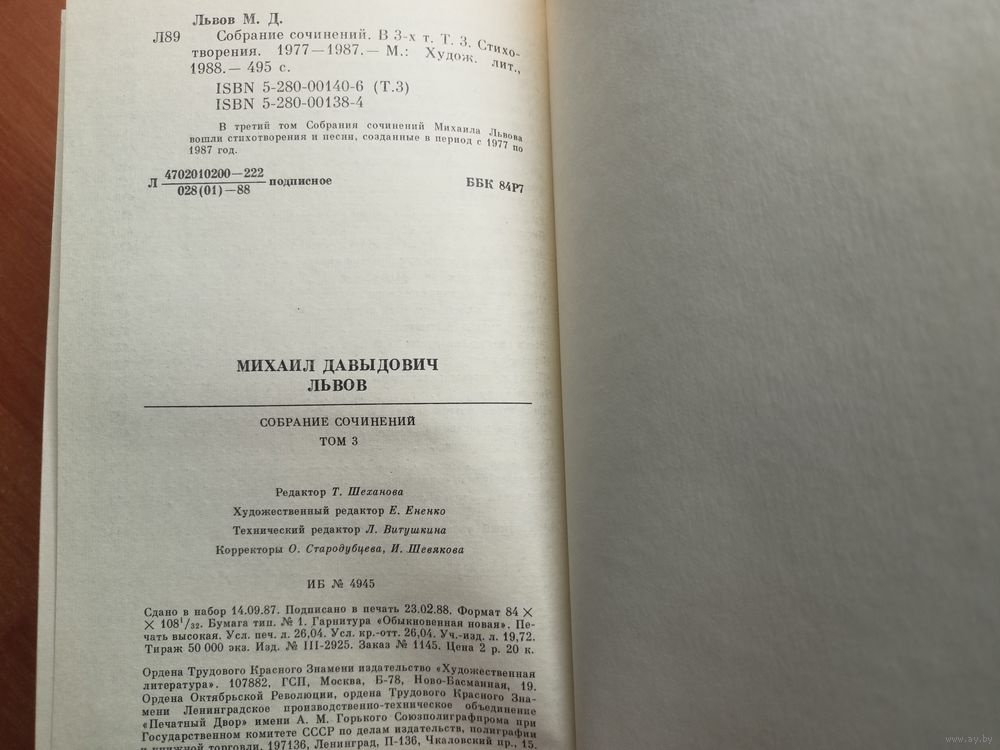 Львов М. Д.
Л89 Собрание сочинений. В 3-х т. Т. 3. Стихо-
творения. 1977—1987.— М.: Худож. лит.,
1988.— 495 с.
ISBN 5-280-00140-6 (Т.3)
ISBN 5-280-00138-4
В третий том Собрания сочинений Михаила Львова
вошли стихотворения и песни, созданные в период с 1977 по
1987 год.
Л 4702010200—222 / 028(01)—88 подписное ББК 84Р7
МИХАИЛ ДАВЫДОВИЧ
ЛЬВОВ
СОБРАНИЕ СОЧИНЕНИЙ
ТОМ 3
Редактор Т. Шеханова
Художественный редактор Е. Ененко
Технический редактор Л. Витушкина
Корректоры О. Стародубцева, И. Шевякова
ИБ № 4945
Сдано в набор 14.09.87. Подписано в печать 23.02.88. Формат 84 ×
× 108¹/₃₂. Бумага тип. № 1. Гарнитура «Обыкновенная новая». Пе-
чать высокая. Усл. печ. л. 26,04. Усл. кр.-отт. 26,04. Уч.-изд. л. 19,72.
Тираж 50 000 экз. Изд. № III-2925. Заказ № 1145. Цена 2 р. 20 к.
Ордена Трудового Красного Знамени издательство «Художественная
литература». 107882, ГСП, Москва, Б-78, Ново-Басманная, 19.
Ордена Октябрьской Революции, ордена Трудового Красного Зна-
мени Ленинградское производственно-техническое объединение
«Печатный Двор» имени А. М. Горького Союзполиграфпрома при
Государственном комитете СССР по делам издательств, полиграфии
и книжной торговли. 197136, Ленинград, П-136, Чкаловский пр., 15.
www.ay.by